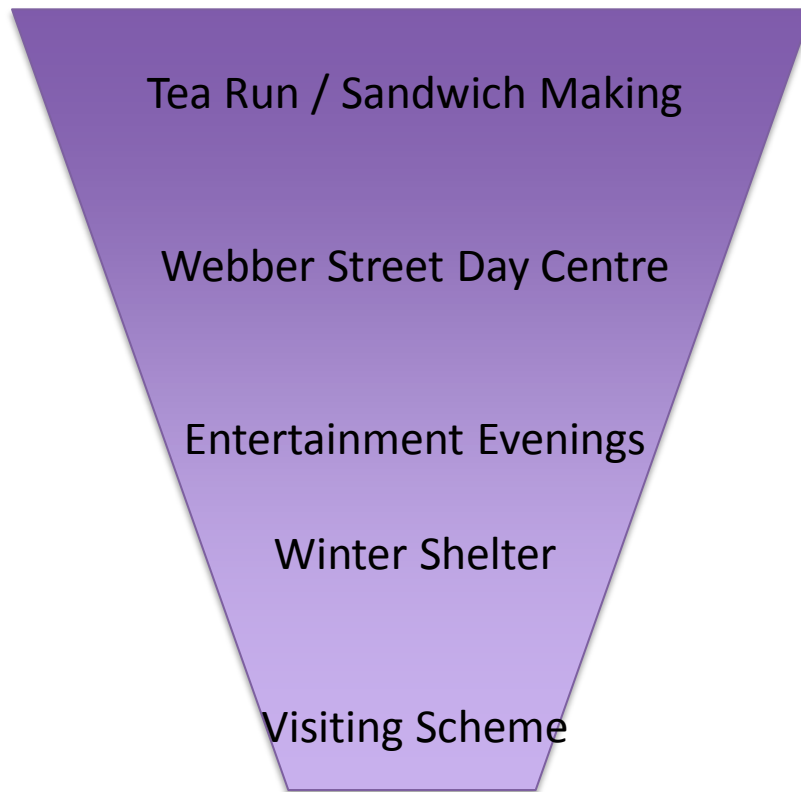 Tea Run / Sandwich Making
Webber Street Day Centre
Entertainment Evenings
Winter Shelter
Visiting Scheme